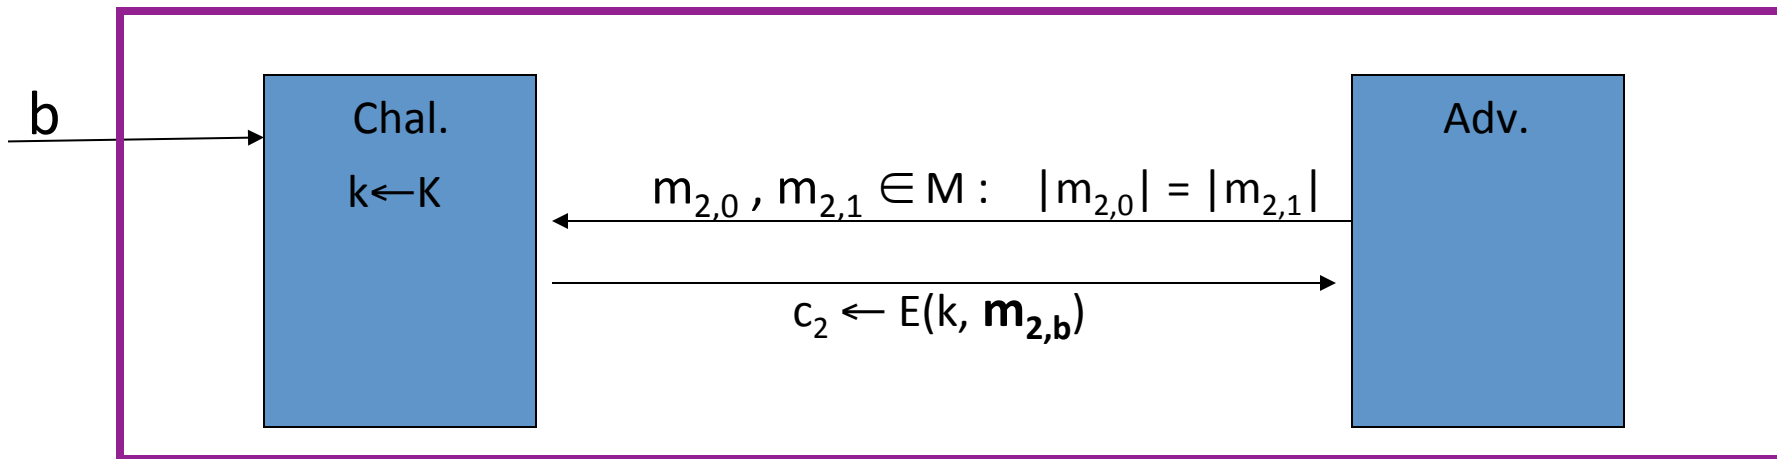 b
Chal.
Adv.
k←K
m₂,₀ , m₂,₁ ∈ M : |m₂,₀| = |m₂,₁|
c₂ ← E(k, m₂,b)